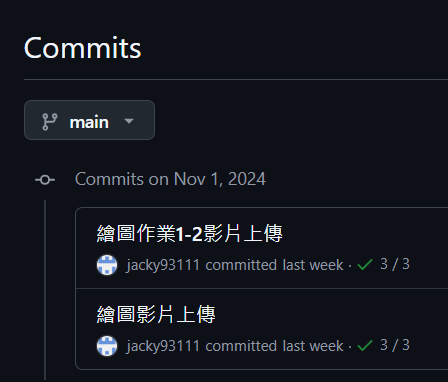 Commits
main
Commits on Nov 1, 2024
繪圖作業1-2影片上傳
jacky93111 committed last week · 3 / 3
繪圖影片上傳
jacky93111 committed last week · 3 / 3